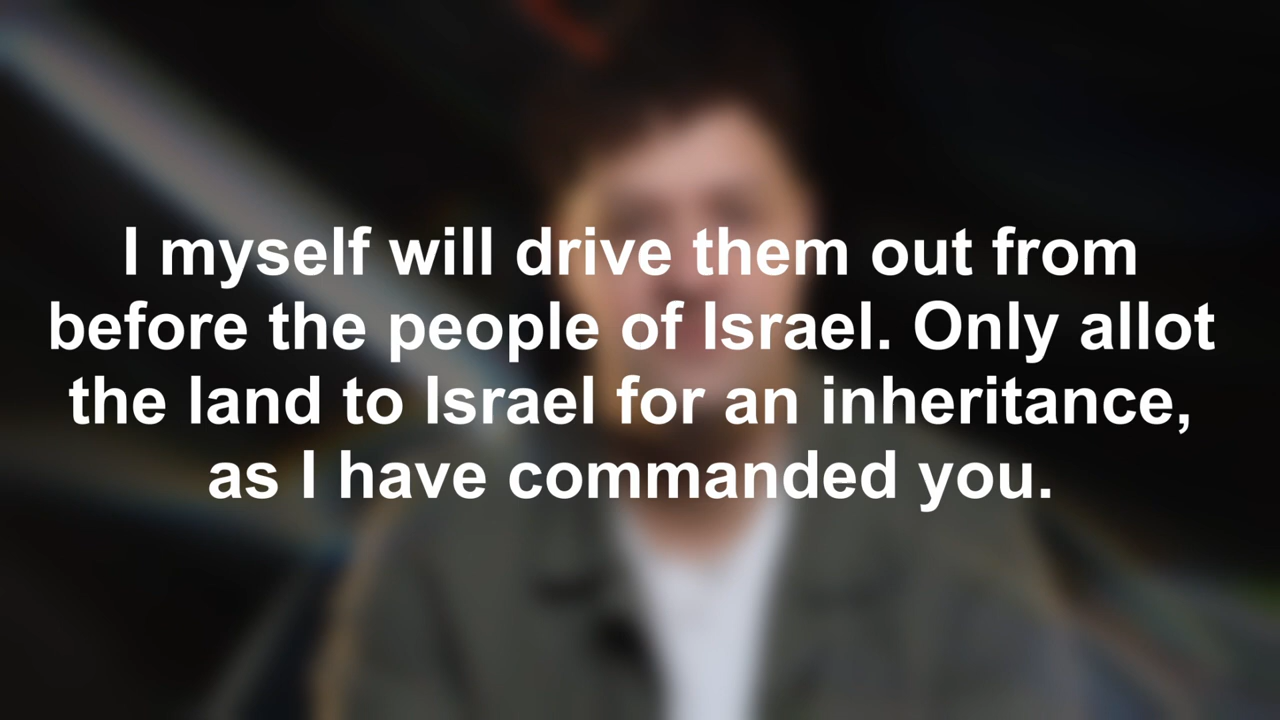 I myself will drive them out from
before the people of Israel. Only allot
the land to Israel for an inheritance,
as I have commanded you.